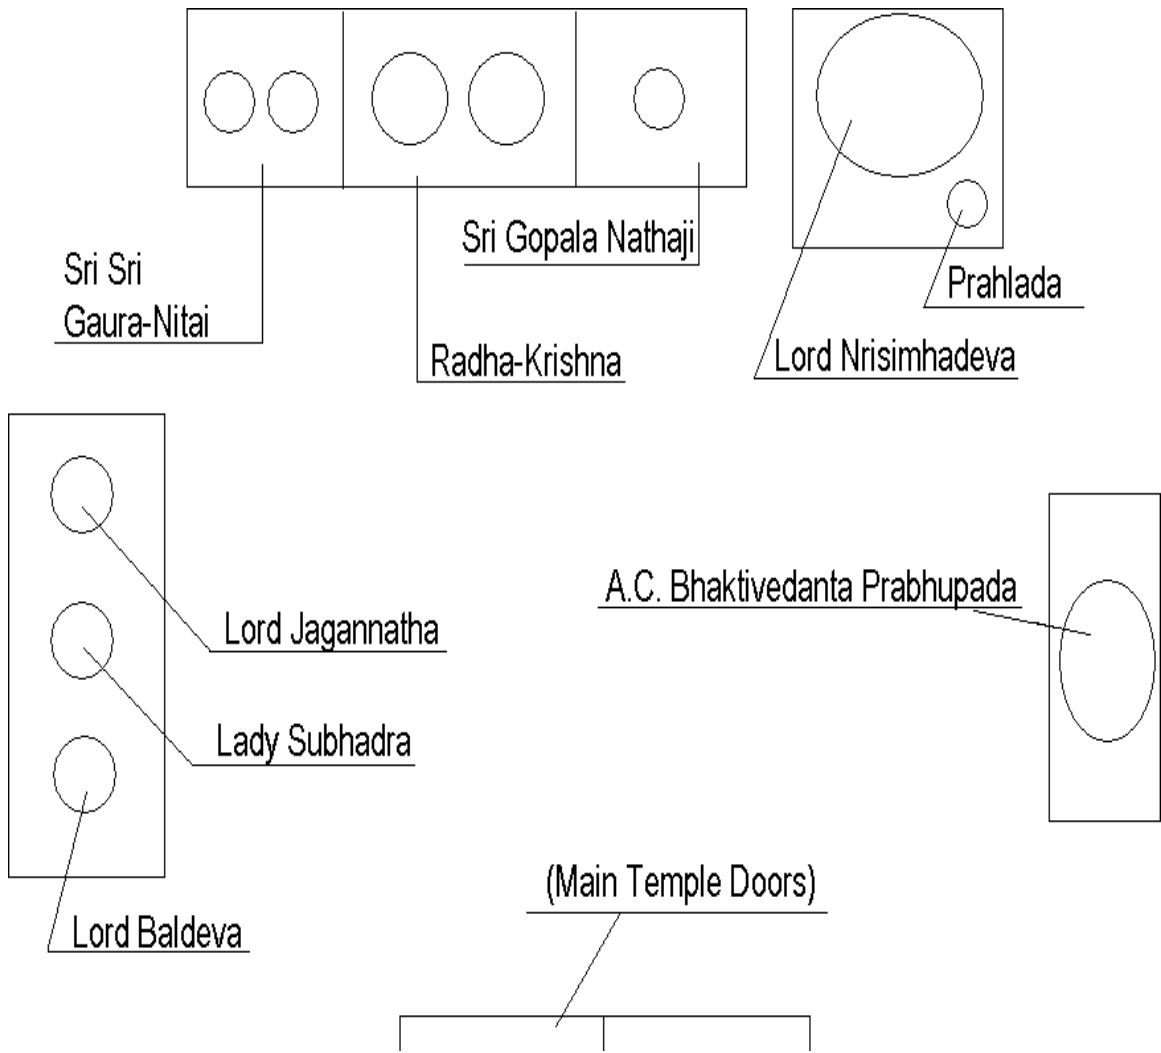 Sri Gopala Nathaji
Sri Sri
Gaura-Nitai
Prahlada
Radha-Krishna
Lord Nrisimhadeva
A.C. Bhaktivedanta Prabhupada
Lord Jagannatha
Lady Subhadra
(Main Temple Doors)
Lord Baldeva